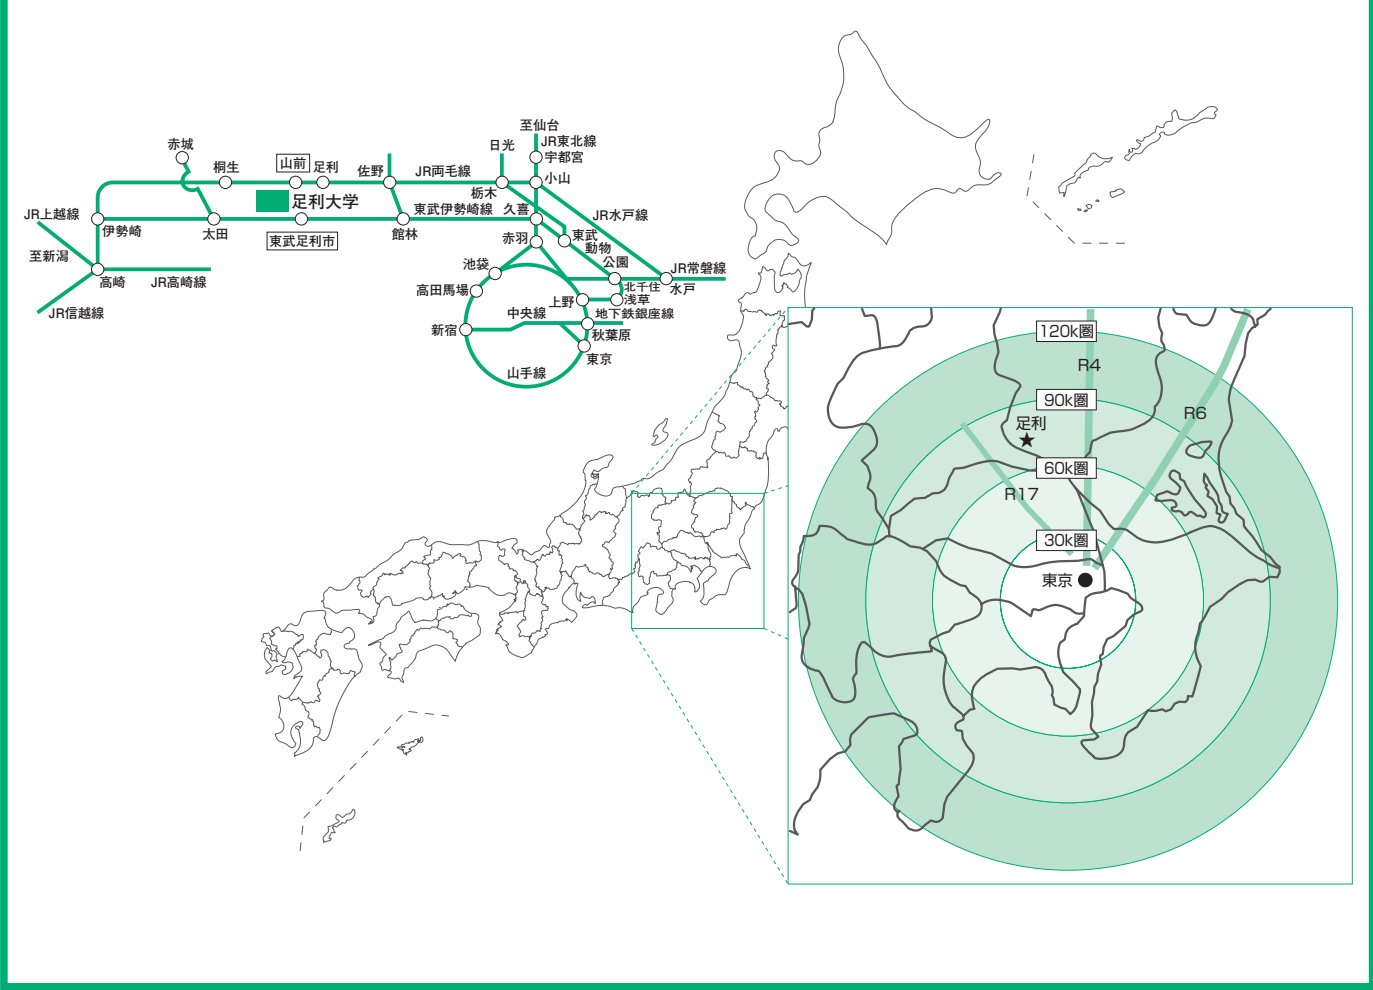 至仙台
JR東北線
赤城
日光
宇都宮
桐生
山前
足利
佐野
JR両毛線
小山
栃木
足利大学
JR上越線
伊勢崎
太田
東武足利市
館林
東武伊勢崎線
久喜
JR水戸線
赤羽
東武
動物
公園
至新潟
高崎
JR高崎線
池袋
JR常磐線
水戸
高田馬場
北千住
浅草
上野
JR信越線
中央線
地下鉄銀座線
新宿
秋葉原
東京
山手線
120k圏
R4
90k圏
R6
足利
60k圏
R17
30k圏
東京